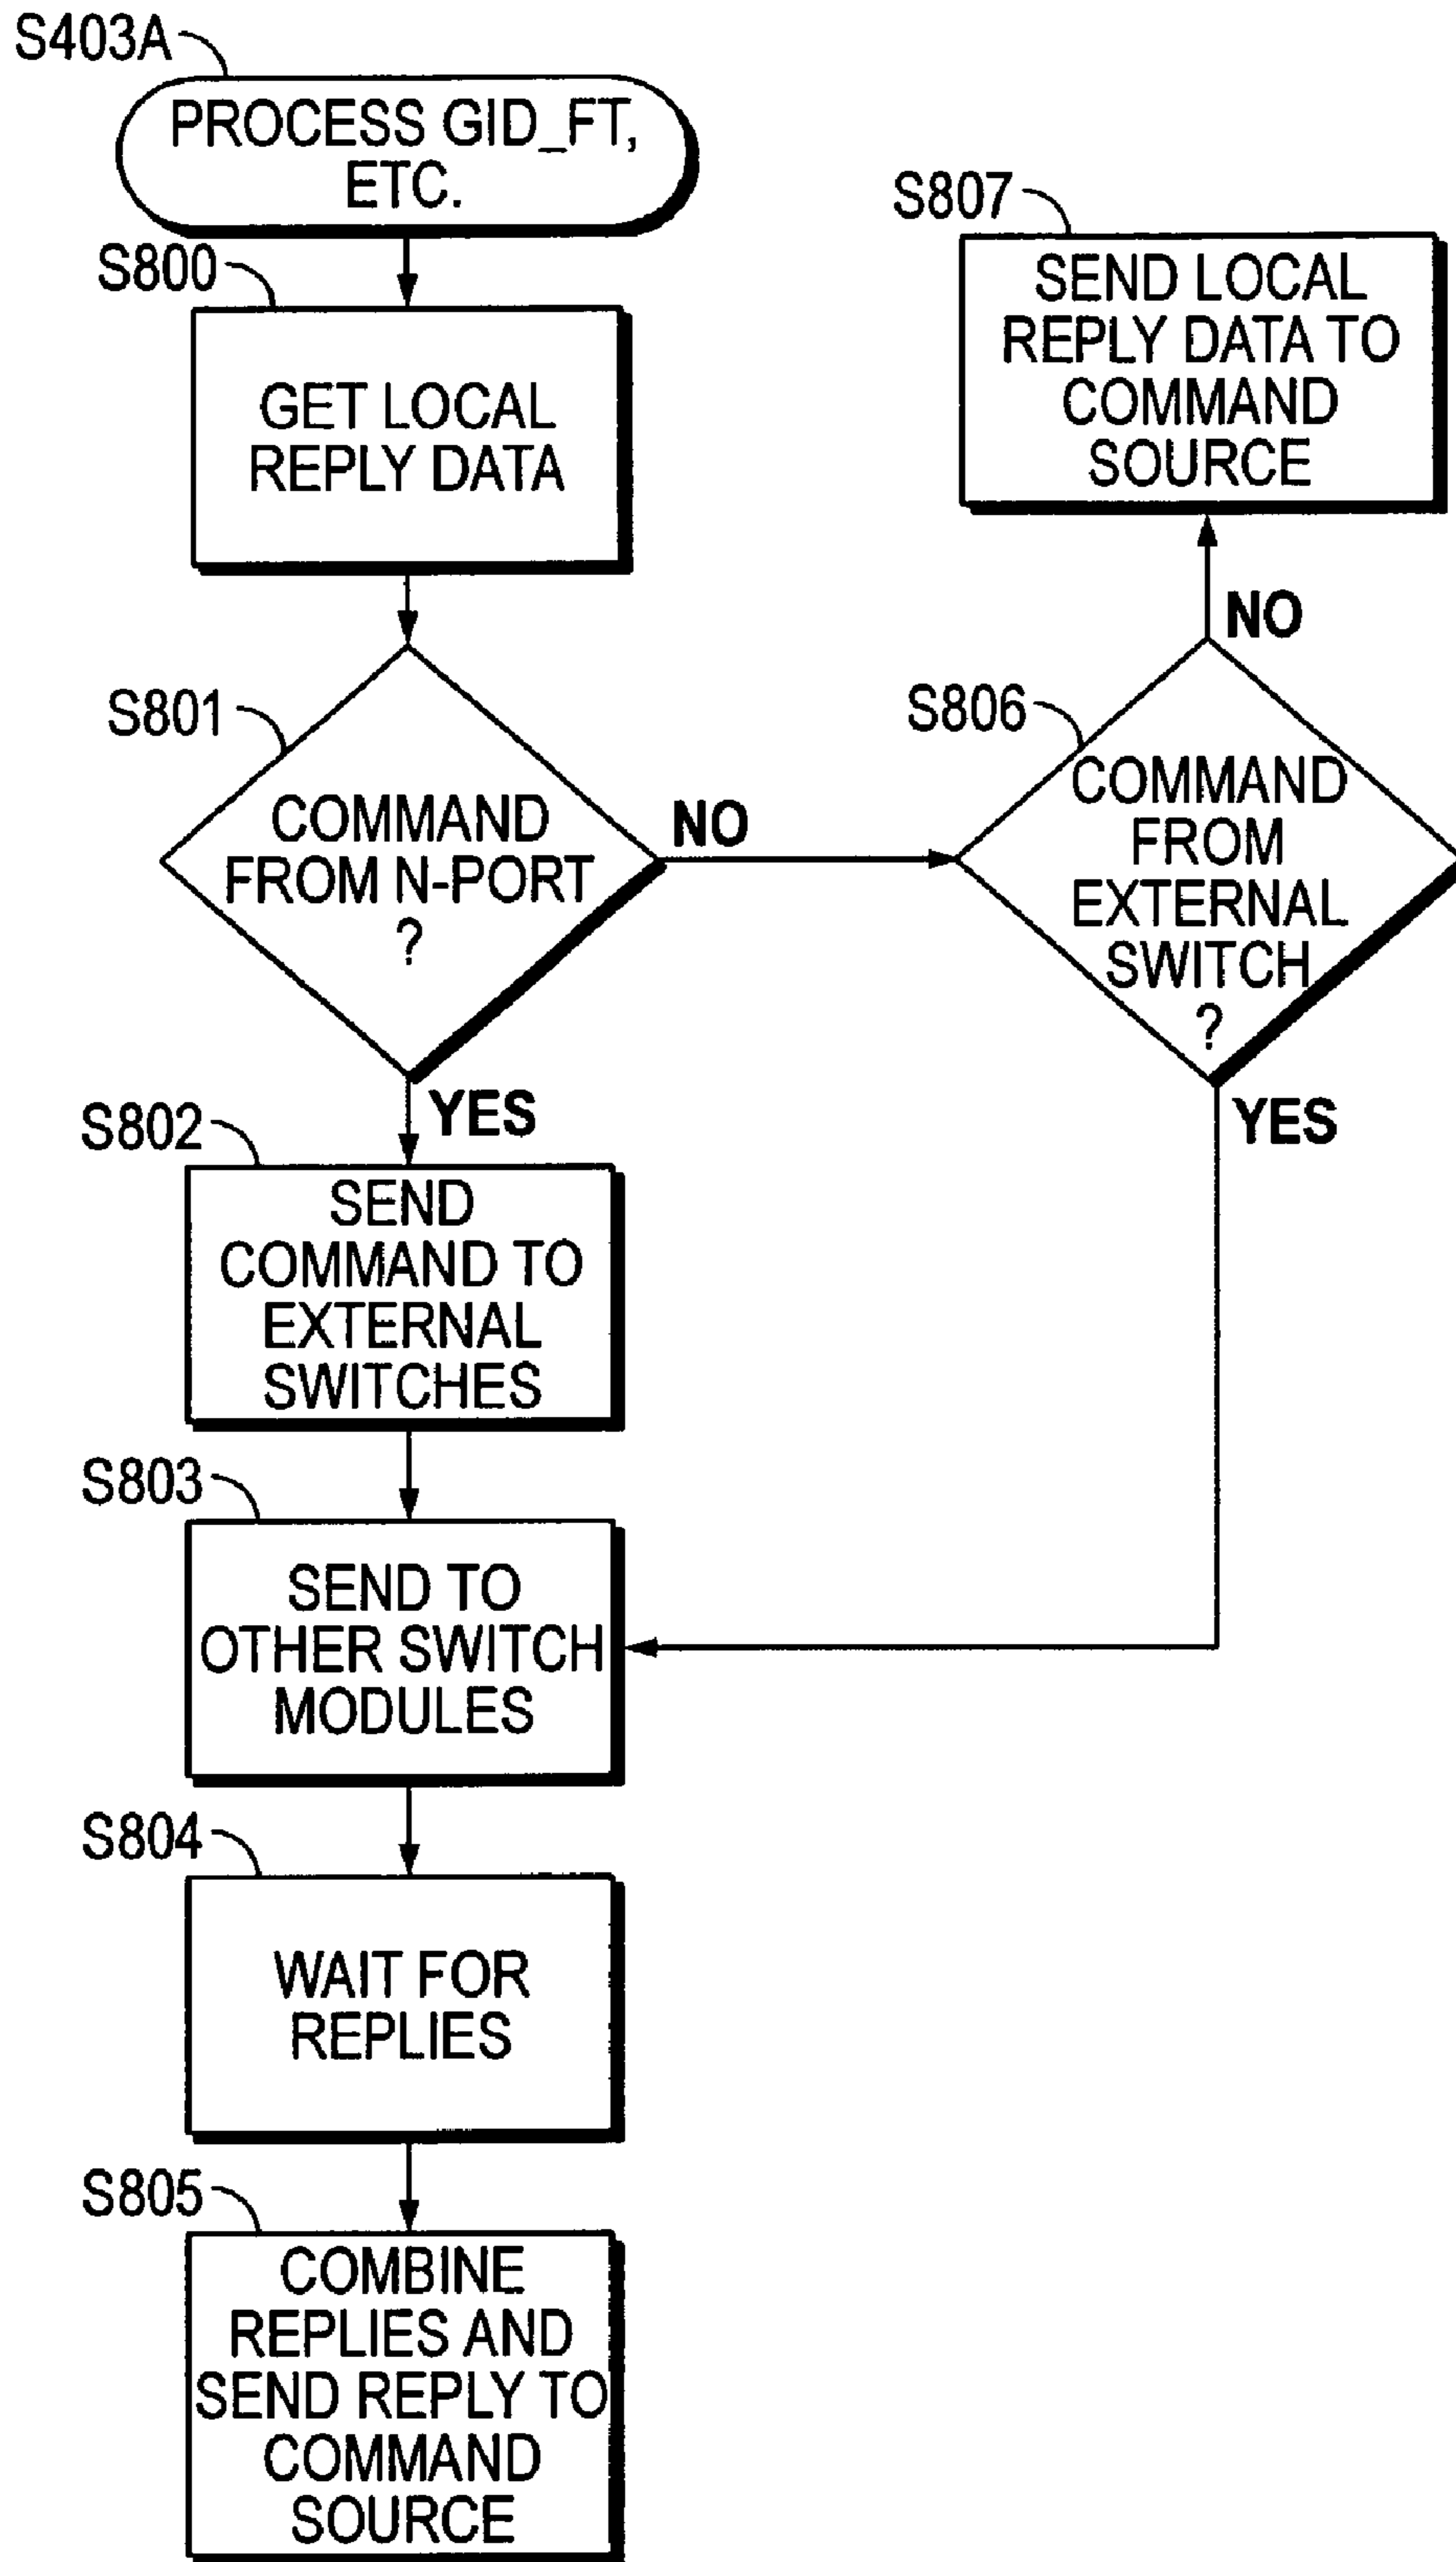 S403A
PROCESS GID_FT,
ETC.
S800
GET LOCAL
REPLY DATA
S801
COMMAND
FROM N-PORT
?
NO
YES
S802
SEND
COMMAND TO
EXTERNAL
SWITCHES
S803
SEND TO
OTHER SWITCH
MODULES
S804
WAIT FOR
REPLIES
S805
COMBINE
REPLIES AND
SEND REPLY TO
COMMAND
SOURCE
S807
SEND LOCAL
REPLY DATA TO
COMMAND
SOURCE
NO
S806
COMMAND
FROM
EXTERNAL
SWITCH
?
YES